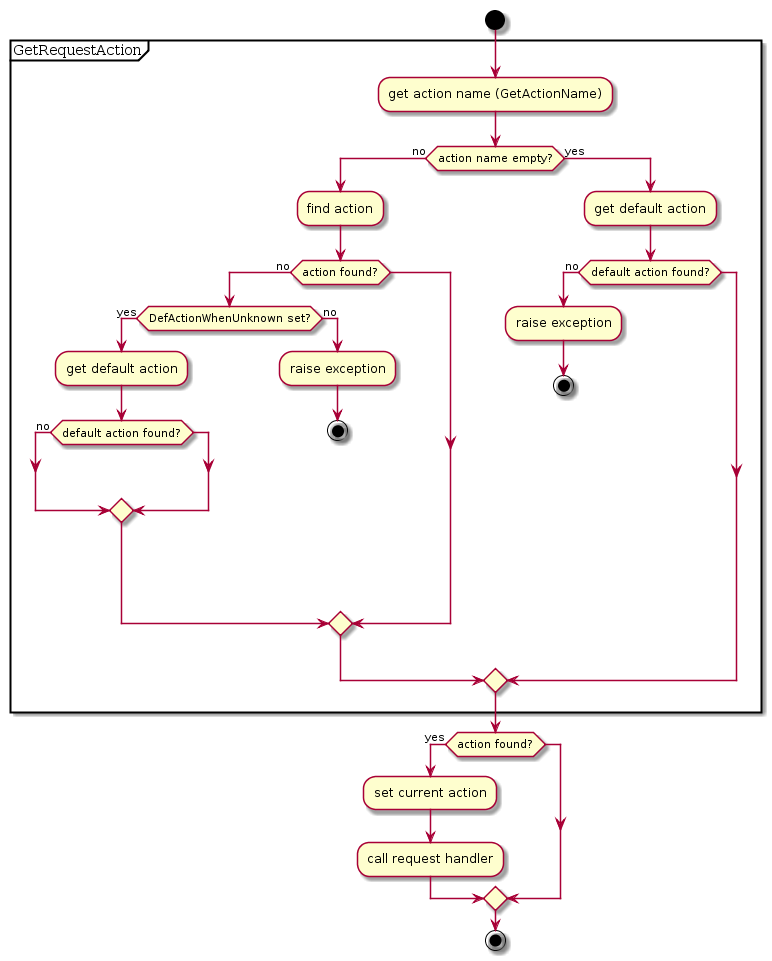 GetRequestAction
get action name (GetActionName)
no
action name empty?
yes
find action
get default action
no
action found?
no
default action found?
yes
DefActionWhenUnknown set?
no
raise exception
get default action
raise exception
no
default action found?
yes
action found?
set current action
call request handler